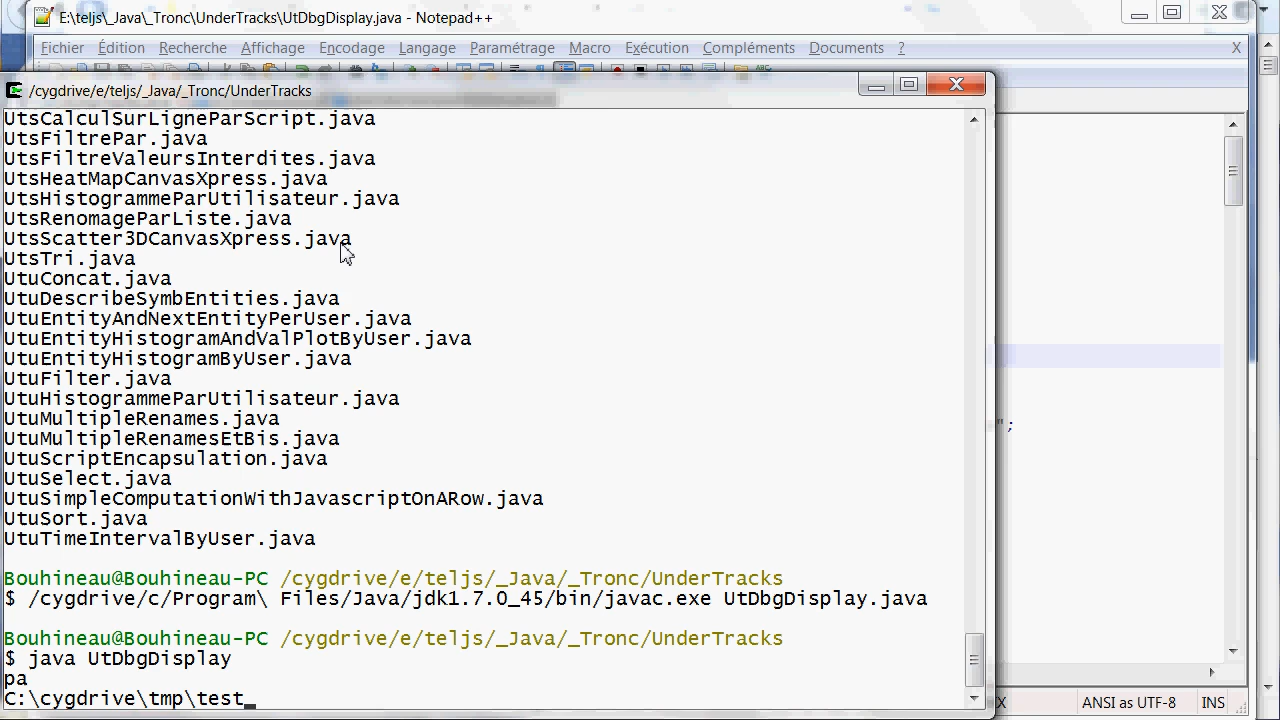 E:\teljs\_Java\_Tronc\UnderTracks\UtDbgDisplay.java - Notepad++
Fichier Édition Recherche Affichage Encodage Langage Paramétrage Macro Exécution Compléments Documents ? X
/cygdrive/e/teljs/_Java/_Tronc/UnderTracks
UtsCalculSurLigneParScript.java
UtsFiltrePar.java
UtsFiltreValeursInterdites.java
UtsHeatMapCanvasXpress.java
UtsHistogrammeParUtilisateur.java
UtsRenomageParListe.java
UtsScatter3DCanvasXpress.java
UtsTri.java
UtuConcat.java
UtuDescribeSymbEntities.java
UtuEntityAndNextEntityPerUser.java
UtuEntityHistogramAndValPlotByUser.java
UtuEntityHistogramByUser.java
UtuFilter.java
UtuHistogrammeParUtilisateur.java
UtuMultipleRenames.java
";
UtuMultipleRenamesEtBis.java
UtuScriptEncapsulation.java
UtuSelect.java
UtuSimpleComputationWithJavascriptOnARow.java
UtuSort.java
UtuTimeIntervalByUser.java
Bouhineau@Bouhineau-PC /cygdrive/e/teljs/_Java/_Tronc/UnderTracks
$ /cygdrive/c/Program\ Files/Java/jdk1.7.0_45/bin/javac.exe UtDbgDisplay.java
Bouhineau@Bouhineau-PC /cygdrive/e/teljs/_Java/_Tronc/UnderTracks
$ java UtDbgDisplay
pa
C:\cygdrive\tmp\test_
X ANSI as UTF-8 INS